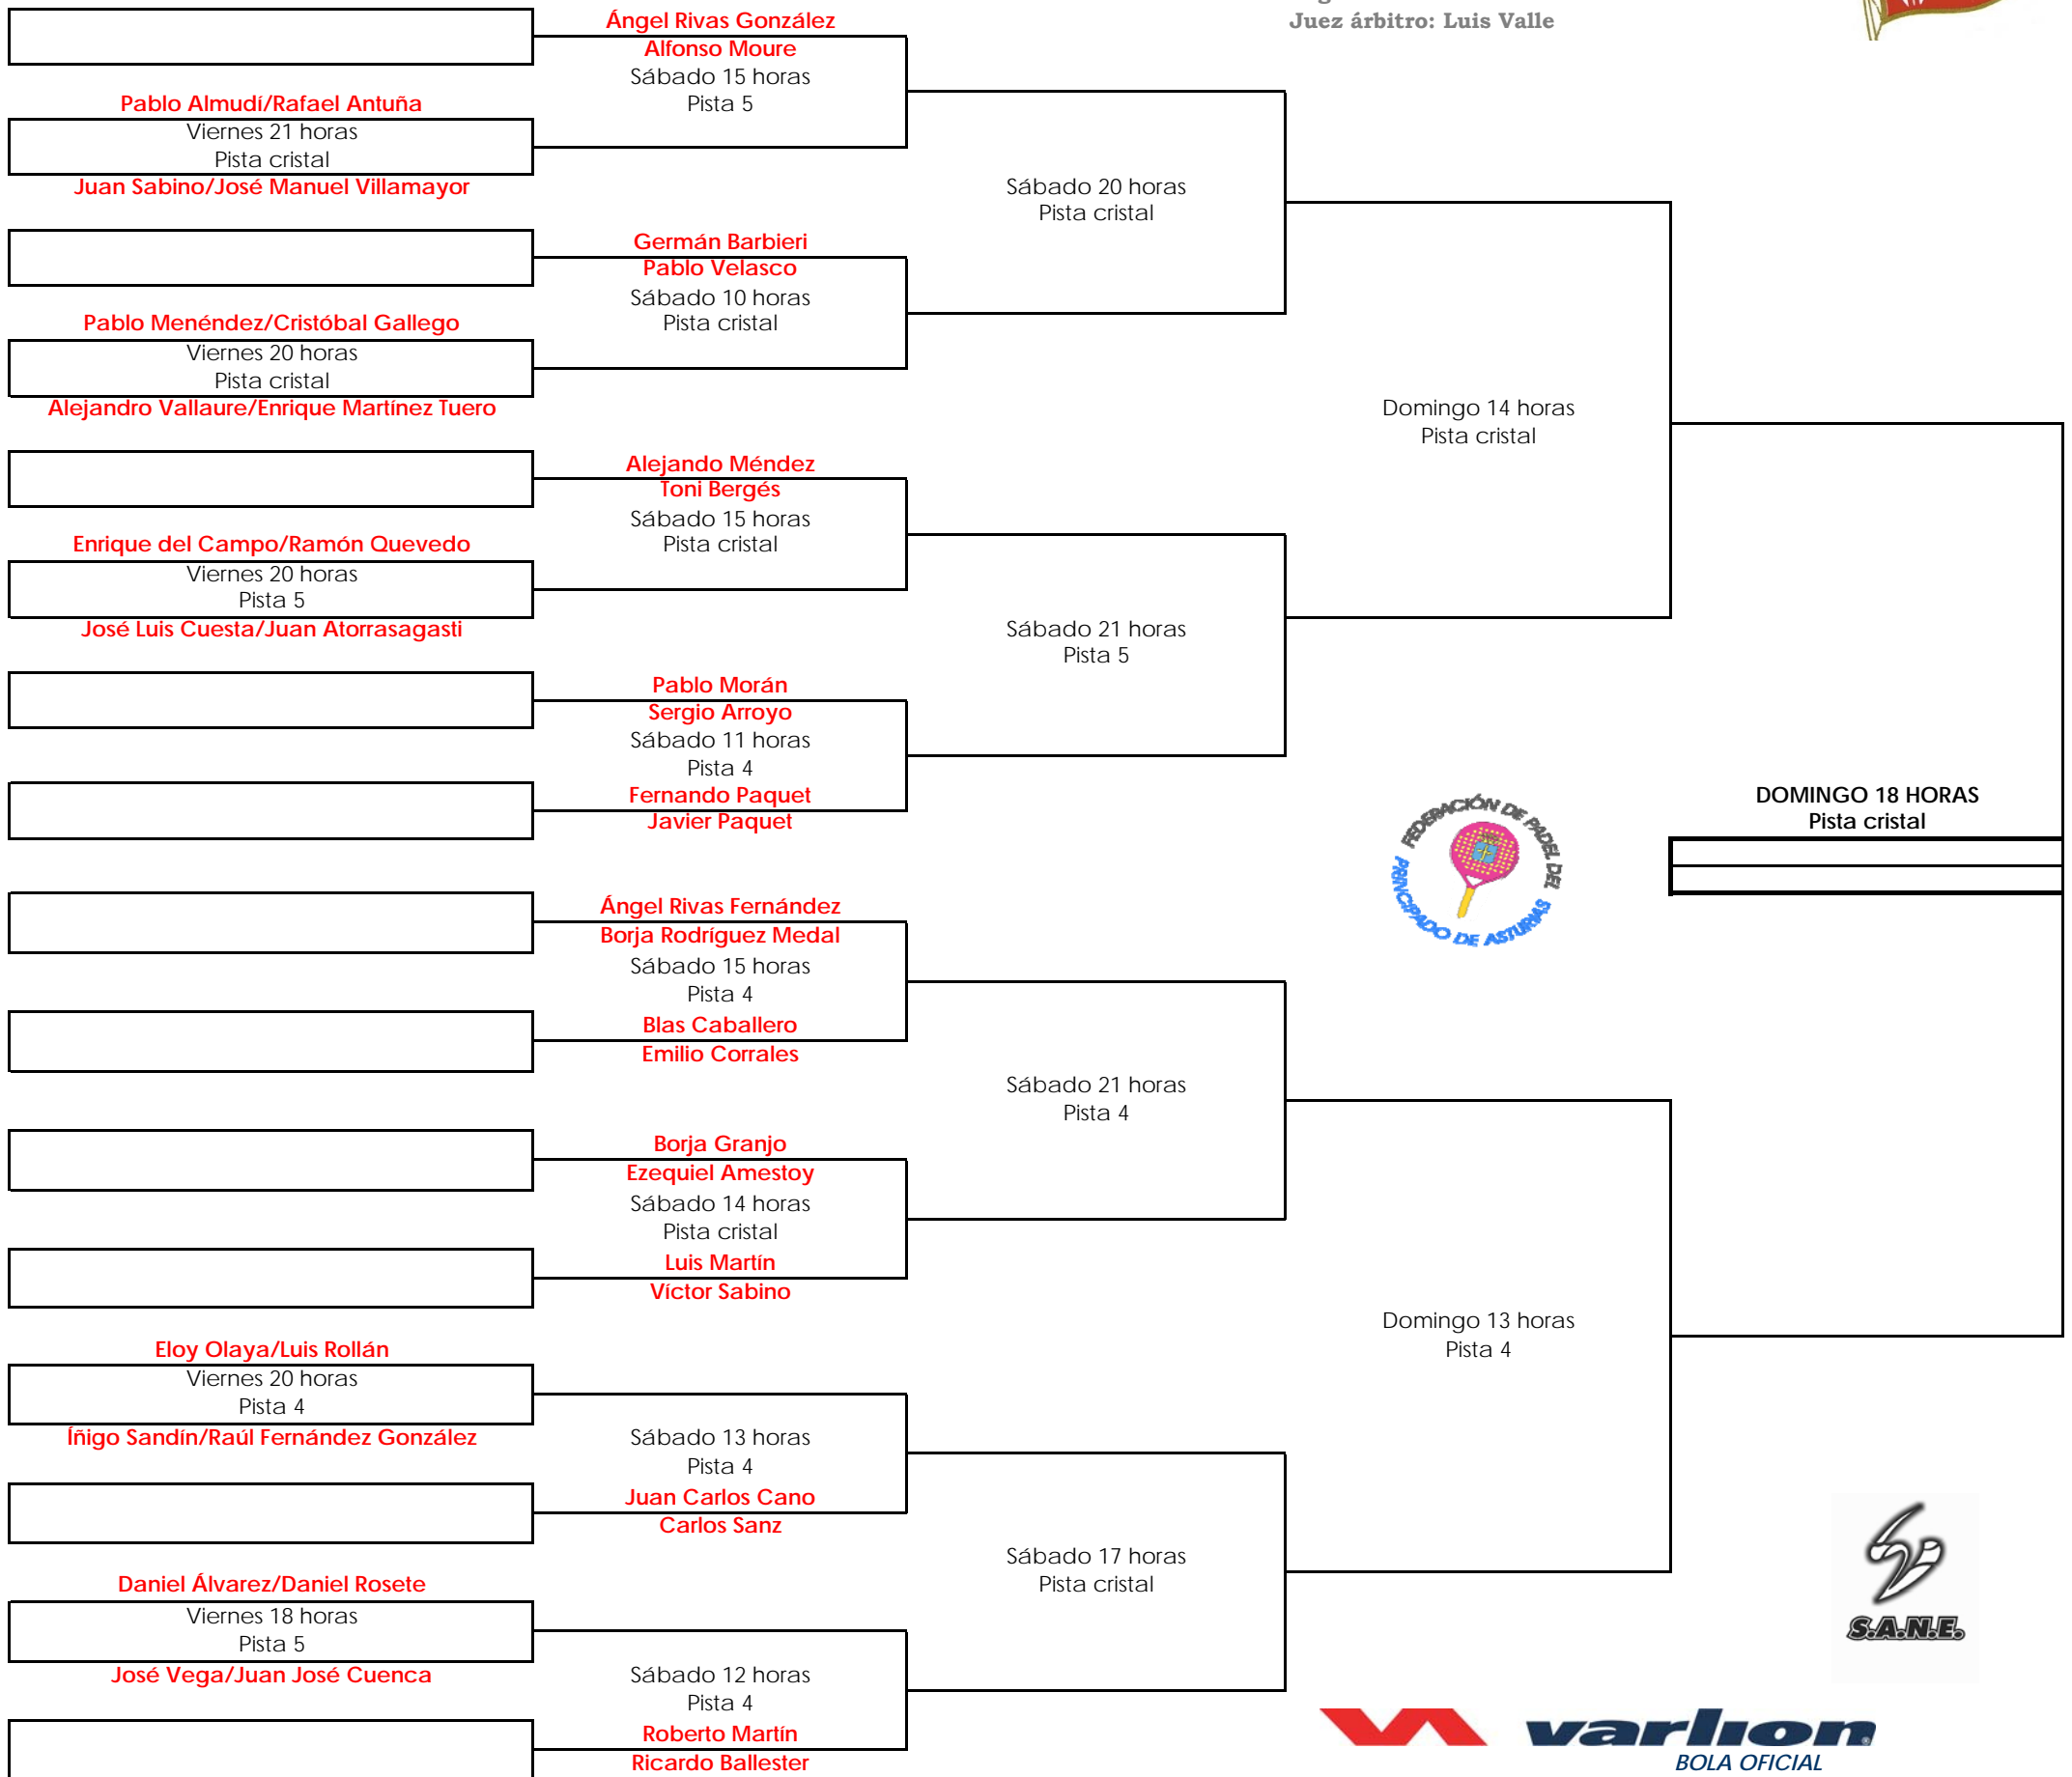 Juez árbitro: Luis Valle
Ángel Rivas González
Alfonso Moure
Sábado 15 horas
Pista 5
Pablo Almudí/Rafael Antuña
Viernes 21 horas
Pista cristal
Juan Sabino/José Manuel Villamayor
Sábado 20 horas
Pista cristal
Germán Barbieri
Pablo Velasco
Sábado 10 horas
Pista cristal
Pablo Menéndez/Cristóbal Gallego
Viernes 20 horas
Pista cristal
Alejandro Vallaure/Enrique Martínez Tuero
Domingo 14 horas
Pista cristal
Alejando Méndez
Toni Bergés
Sábado 15 horas
Pista cristal
Enrique del Campo/Ramón Quevedo
Viernes 20 horas
Pista 5
José Luis Cuesta/Juan Atorrasagasti
Sábado 21 horas
Pista 5
Pablo Morán
Sergio Arroyo
Sábado 11 horas
Pista 4
Fernando Paquet
Javier Paquet
FEDERACIÓN DE PADEL DEL
PRINCIPADO DE ASTURIAS
DOMINGO 18 HORAS
Pista cristal
Ángel Rivas Fernández
Borja Rodríguez Medal
Sábado 15 horas
Pista 4
Blas Caballero
Emilio Corrales
Sábado 21 horas
Pista 4
Borja Granjo
Ezequiel Amestoy
Sábado 14 horas
Pista cristal
Luis Martín
Víctor Sabino
Domingo 13 horas
Pista 4
Eloy Olaya/Luis Rollán
Viernes 20 horas
Pista 4
Íñigo Sandín/Raúl Fernández González
Sábado 13 horas
Pista 4
Juan Carlos Cano
Carlos Sanz
Sábado 17 horas
Pista cristal
Daniel Álvarez/Daniel Rosete
Viernes 18 horas
Pista 5
José Vega/Juan José Cuenca
Sábado 12 horas
Pista 4
Roberto Martín
Ricardo Ballester
S.A.N.E.
varlion
BOLA OFICIAL